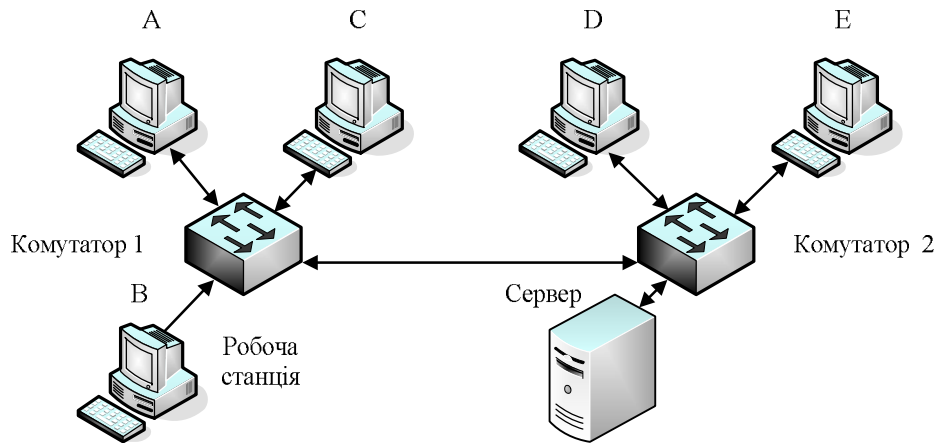 A
C
D
E
Комутатор 1
Комутатор 2
B
Сервер
Робоча
станція